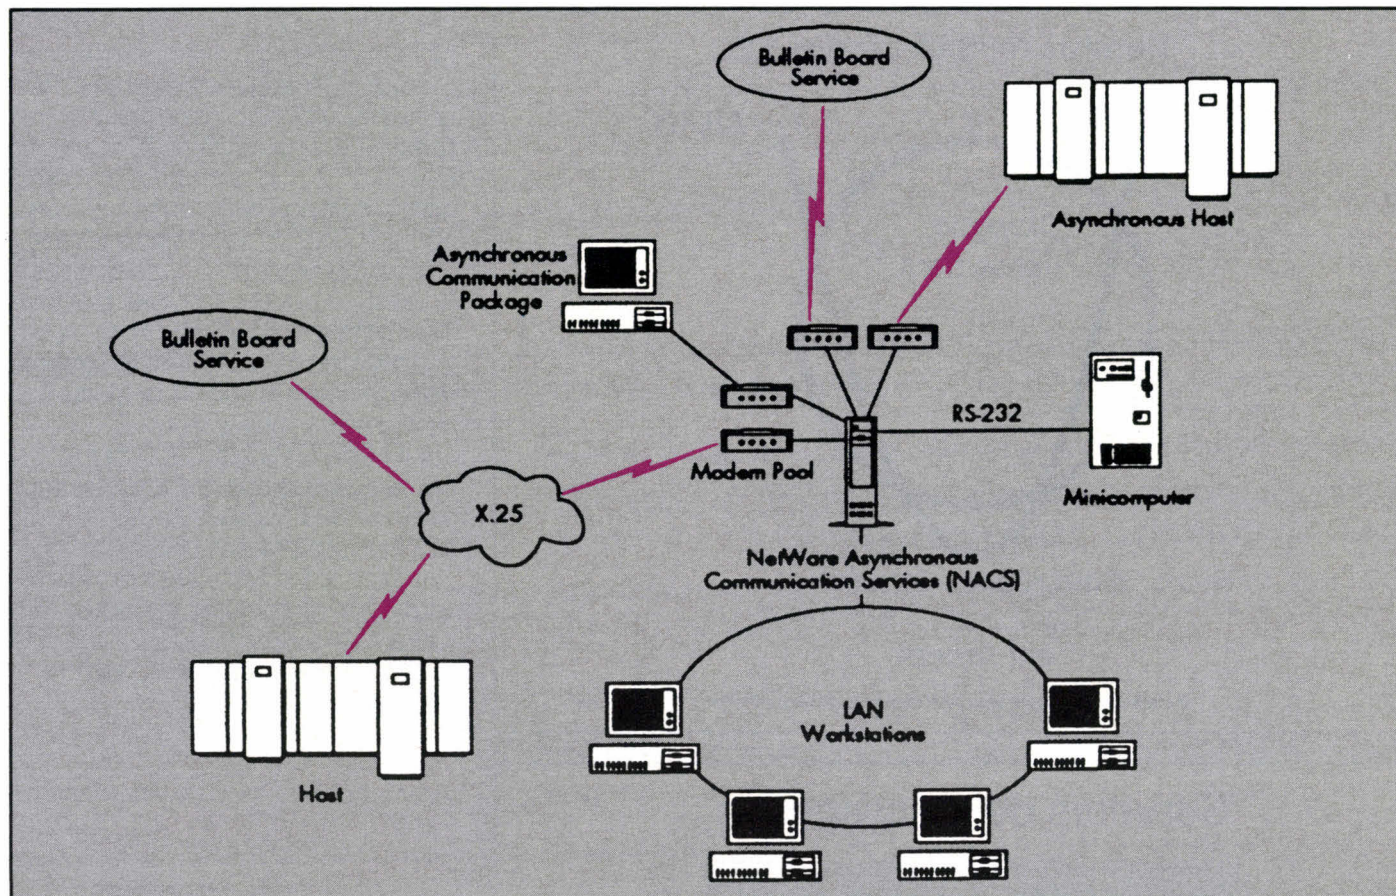 Bulletin Board
Service
Asynchronous Host
Asynchronous
Communication
Package
Bulletin Board
Service
RS-232
Modem Pool
Minicomputer
X.25
NetWare Asynchronous
Communication Services (NACS)
LAN
Workstations
Host